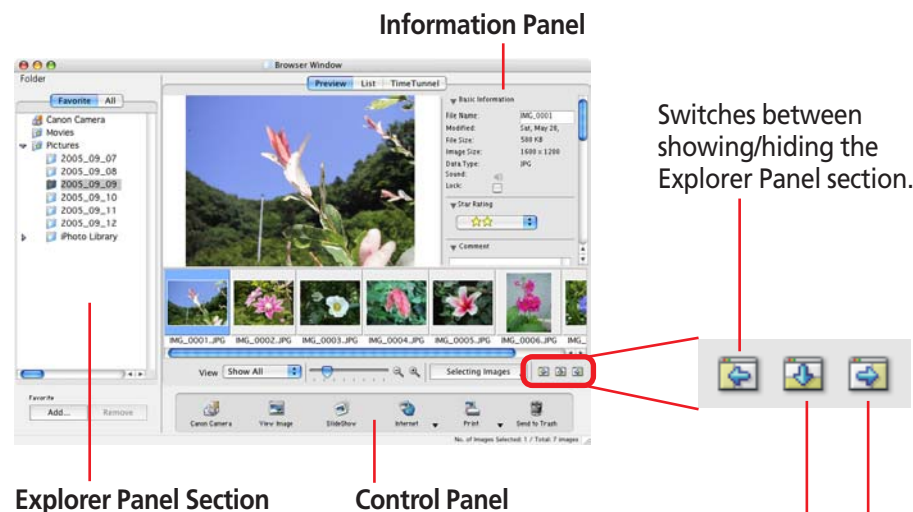 Information Panel
Browser Window
Folder
Preview List TimeTunnel
Favorite All
Canon Camera
Movies
Pictures
2005_09_07
2005_09_08
2005_09_09
2005_09_10
2005_09_11
2005_09_12
iPhoto Library
Basic Information
File Name: IMG_0001
Modified: Sat, May 28,
File Size: 580 KB
Image Size: 1600 x 1200
Data Type: JPG
Sound:
Lock:
Star Rating
Comment
Switches between
showing/hiding the
Explorer Panel section.
IMG_0001.JPG IMG_0002.JPG IMG_0003.JPG IMG_0004.JPG IMG_0005.JPG IMG_0006.JPG IMG_
View Show All Selecting Images
Favorite
Add... Remove
Canon Camera View Image SlideShow Internet Print Send to Trash
No. of Images Selected: 1 / Total: 7 images
Explorer Panel Section
Control Panel